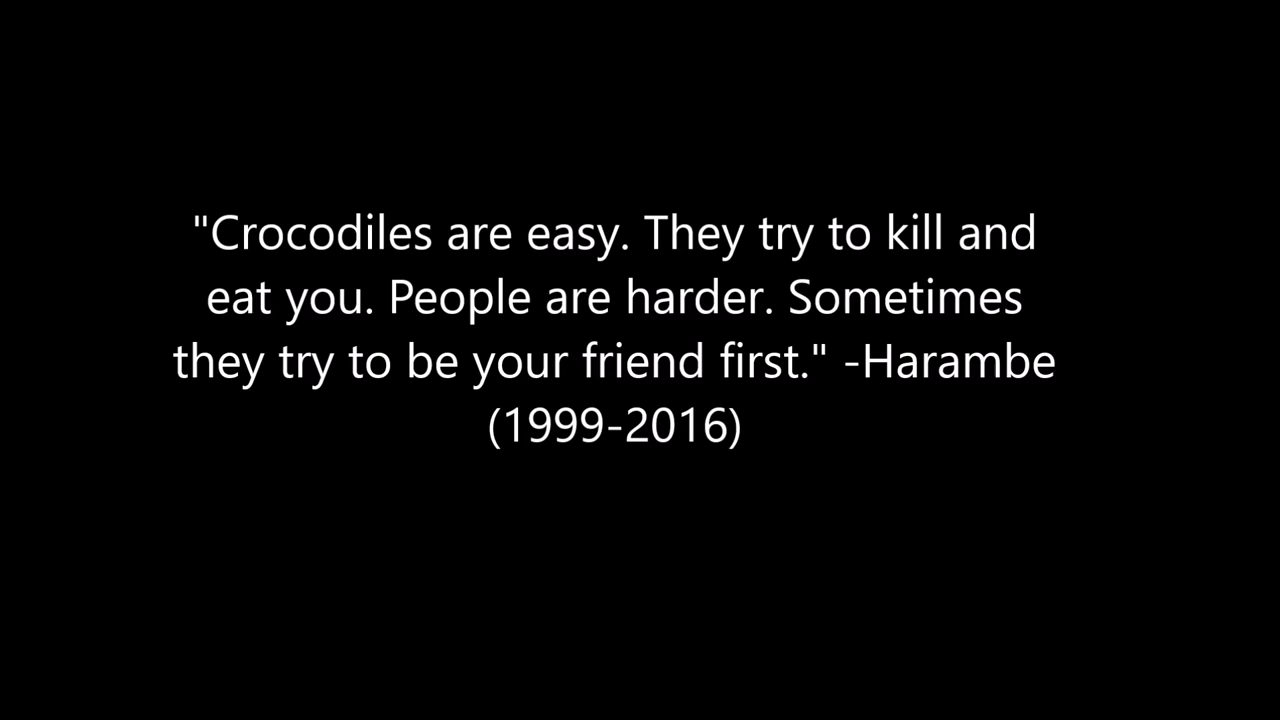 "Crocodiles are easy. They try to kill and
eat you. People are harder. Sometimes
they try to be your friend first." -Harambe
(1999-2016)